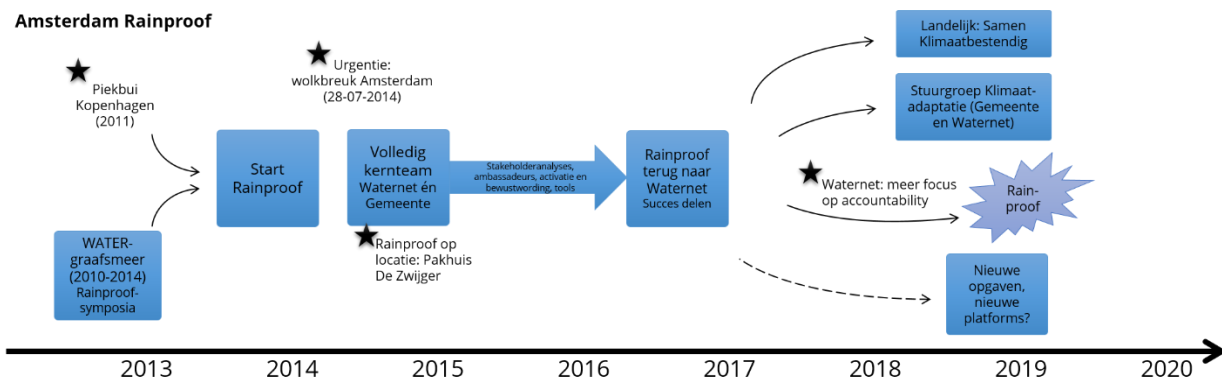 Amsterdam Rainproof
Piekbui
Kopenhagen
(2011)
WATER-
graafsmeer
(2010-2014)
Rainproof-
symposia
Start
Rainproof
Urgentie:
wolkbreuk Amsterdam
(28-07-2014)
Volledig
kernteam
Waternet én
Gemeente
Rainproof op
locatie: Pakhuis
De Zwijger
Stakeholderanalyses,
ambassadeurs, activatie en
bewustwording, tools
Rainproof
terug naar
Waternet
Succes delen
Landelijk: Samen
Klimaatbestendig
Stuurgroep Klimaat-
adaptatie (Gemeente
en Waternet)
Waternet: meer focus
op accountability
Rain-
proof
Nieuwe
opgaven,
nieuwe
platforms?
2013 2014 2015 2016 2017 2018 2019 2020